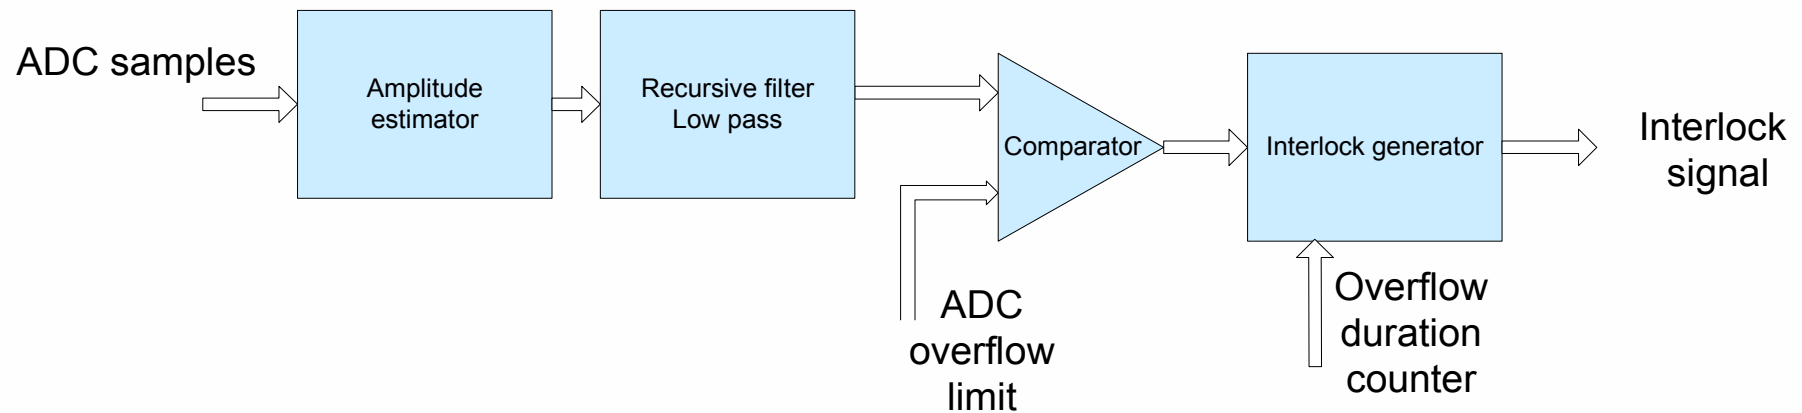 ADC samples
Amplitude
estimator
Recursive filter
Low pass
Comparator
Interlock generator
Interlock
signal
ADC
overflow
limit
Overflow
duration
counter